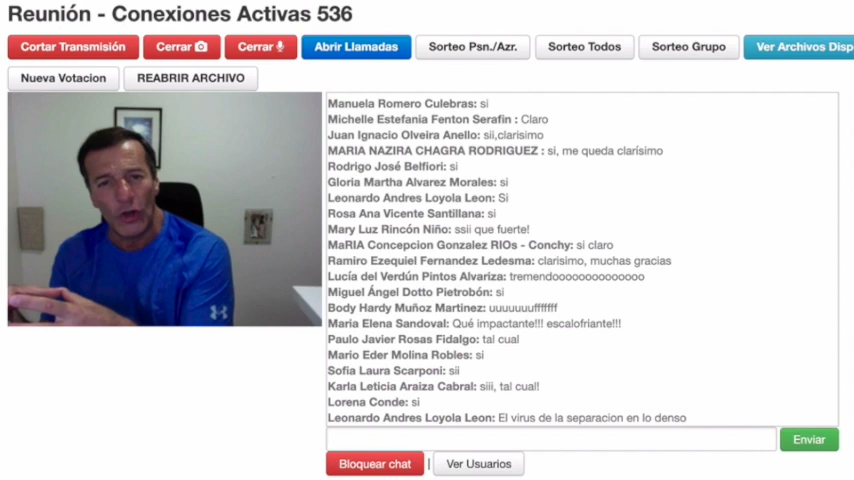 Reunión - Conexiones Activas 536
Cortar Transmisión
Cerrar
Cerrar
Abrir Llamadas
Sorteo Psn./Azr.
Sorteo Todos
Sorteo Grupo
Ver Archivos Disp
Nueva Votacion
REABRIR ARCHIVO
Manuela Romero Culebras: si
Michelle Estefania Fenton Serafin : Claro
Juan Ignacio Olveira Anello: sii,clarisimo
MARIA NAZIRA CHAGRA RODRIGUEZ : si, me queda clarísimo
Rodrigo José Belfiori: si
Gloria Martha Alvarez Morales: si
Leonardo Andres Loyola Leon: Si
Rosa Ana Vicente Santillana: si
Mary Luz Rincón Niño: ssii que fuerte!
MaRIA Concepcion Gonzalez RIOs - Conchy: si claro
Ramiro Ezequiel Fernandez Ledesma: clarisimo, muchas gracias
Lucía del Verdún Pintos Alvariza: tremendoooooooooooooo
Miguel Ángel Dotto Pietrobón: si
Body Hardy Muñoz Martinez: uuuuuuufffffff
Maria Elena Sandoval: Qué impactante!!! escalofriante!!!
Paulo Javier Rosas Fidalgo: tal cual
Mario Eder Molina Robles: si
Sofia Laura Scarponi: sii
Karla Leticia Araiza Cabral: siii, tal cual!
Lorena Conde: si
Leonardo Andres Loyola Leon: El virus de la separacion en lo denso
Enviar
Bloquear chat | Ver Usuarios